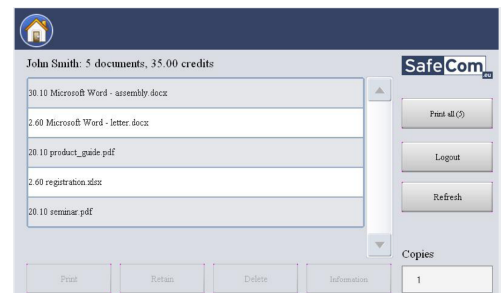 John Smith: 5 documents, 35.00 credits
SafeCom.eu
30.10 Microsoft Word - assembly.docx
2.60 Microsoft Word - letter.docx
20.10 product_guide.pdf
2.60 registration.xlsx
20.10 seminar.pdf
Print all (5)
Logout
Refresh
Copies
1
Print
Retain
Delete
Information